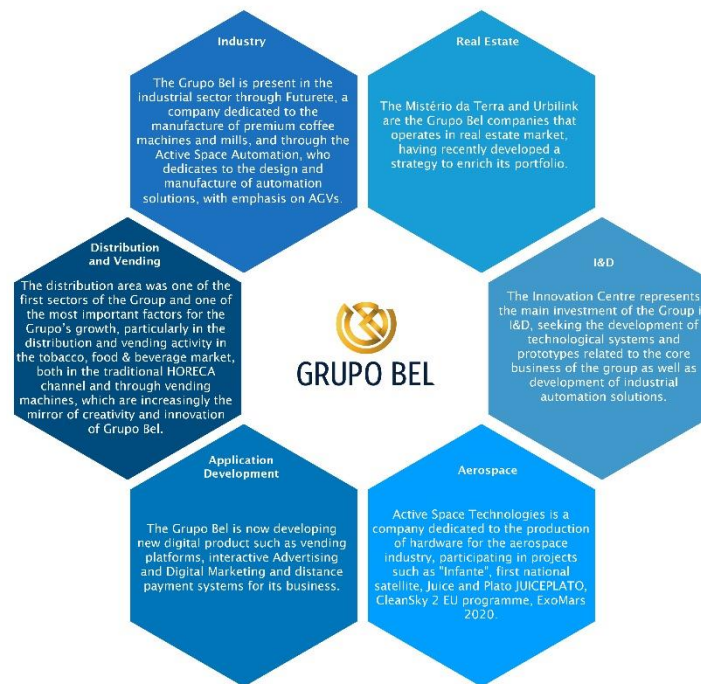 Industry
The Grupo Bel is present in the
industrial sector through Futurete, a
company dedicated to the
manufacture of premium coffee
machines and mills, and through the
Active Space Automation, who
dedicates to the design and
manufacture of automation
solutions, with emphasis on AGVs.
Real Estate
The Mistério da Terra and Urbilink
are the Grupo Bel companies that
operates in real estate market,
having recently developed a
strategy to enrich its portfolio.
Distribution
and Vending
The distribution area was one of the
first sectors of the Group and one of
the most important factors for the
Grupo's growth, particularly in the
distribution and vending activity in
the tobacco, food & beverage market,
both in the traditional HORECA
channel and through vending
machines, which are increasingly the
mirror of creativity and innovation
of Grupo Bel.
GRUPO BEL
I&D
The Innovation Centre represents
the main investment of the Group i
I&D, seeking the development of
technological systems and
prototypes related to the core
business of the group as well as
development of industrial
automation solutions.
Application
Development
The Grupo Bel is now developing
new digital product such as vending
platforms, interactive Advertising
and Digital Marketing and distance
payment systems for its business.
Aerospace
Active Space Technologies is a
company dedicated to the production
of hardware for the aerospace
industry, participating in projects
such as "Infante", first national
satellite, Juice and Plato JUICEPLATO,
CleanSky 2 EU programme, ExoMars
2020.